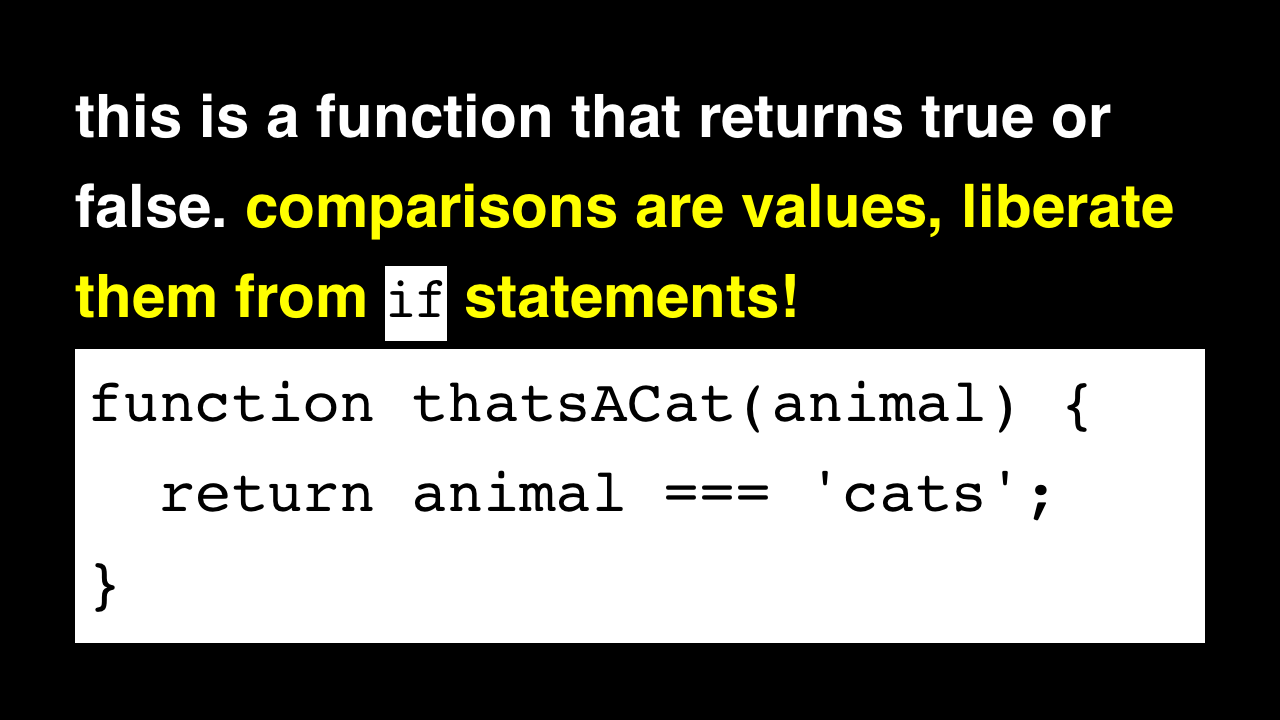 this is a function that returns true or
false. comparisons are values, liberate
them from if statements!
function thatsACat(animal) {
  return animal === 'cats';
}